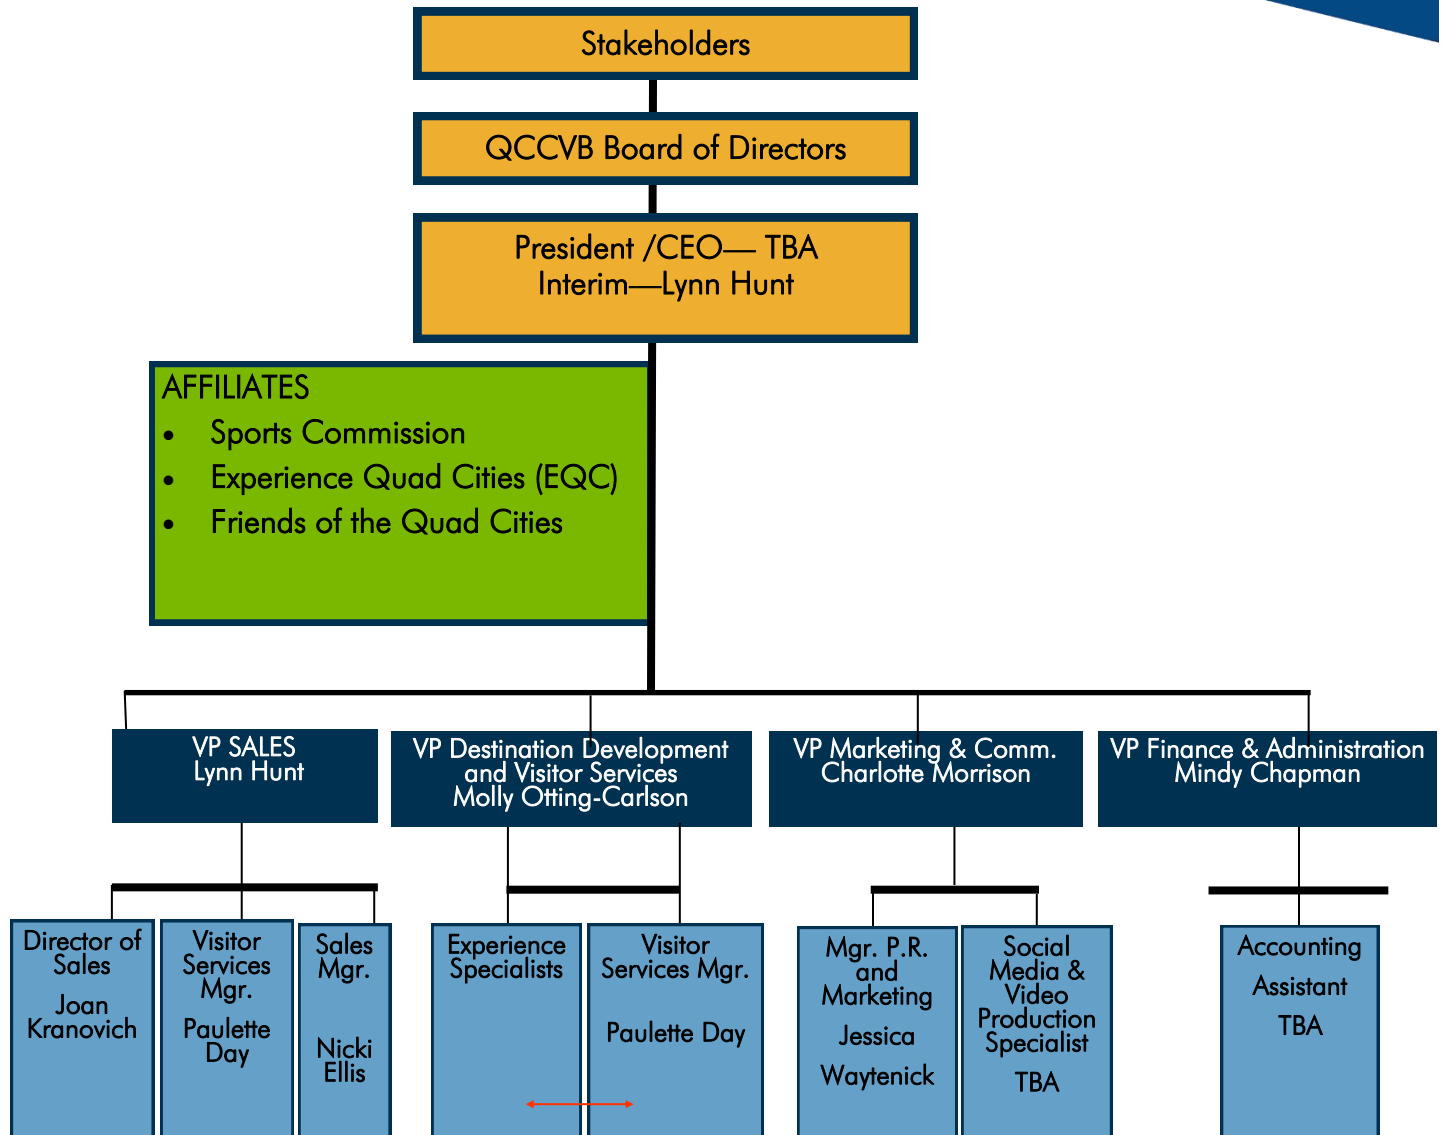 Stakeholders
QCCVB Board of Directors
President /CEO— TBA
Interim—Lynn Hunt
AFFILIATES
• Sports Commission
• Experience Quad Cities (EQC)
• Friends of the Quad Cities
VP SALES
Lynn Hunt
VP Destination Development
and Visitor Services
Molly Otting-Carlson
VP Marketing & Comm.
Charlotte Morrison
VP Finance & Administration
Mindy Chapman
Director of
Sales
Joan
Kranovich
Visitor
Services
Mgr.
Paulette
Day
Sales
Mgr.
Nicki
Ellis
Experience
Specialists
Visitor
Services Mgr.
Paulette Day
Mgr. P.R.
and
Marketing
Jessica
Waytenick
Social
Media &
Video
Production
Specialist
TBA
Accounting
Assistant
TBA